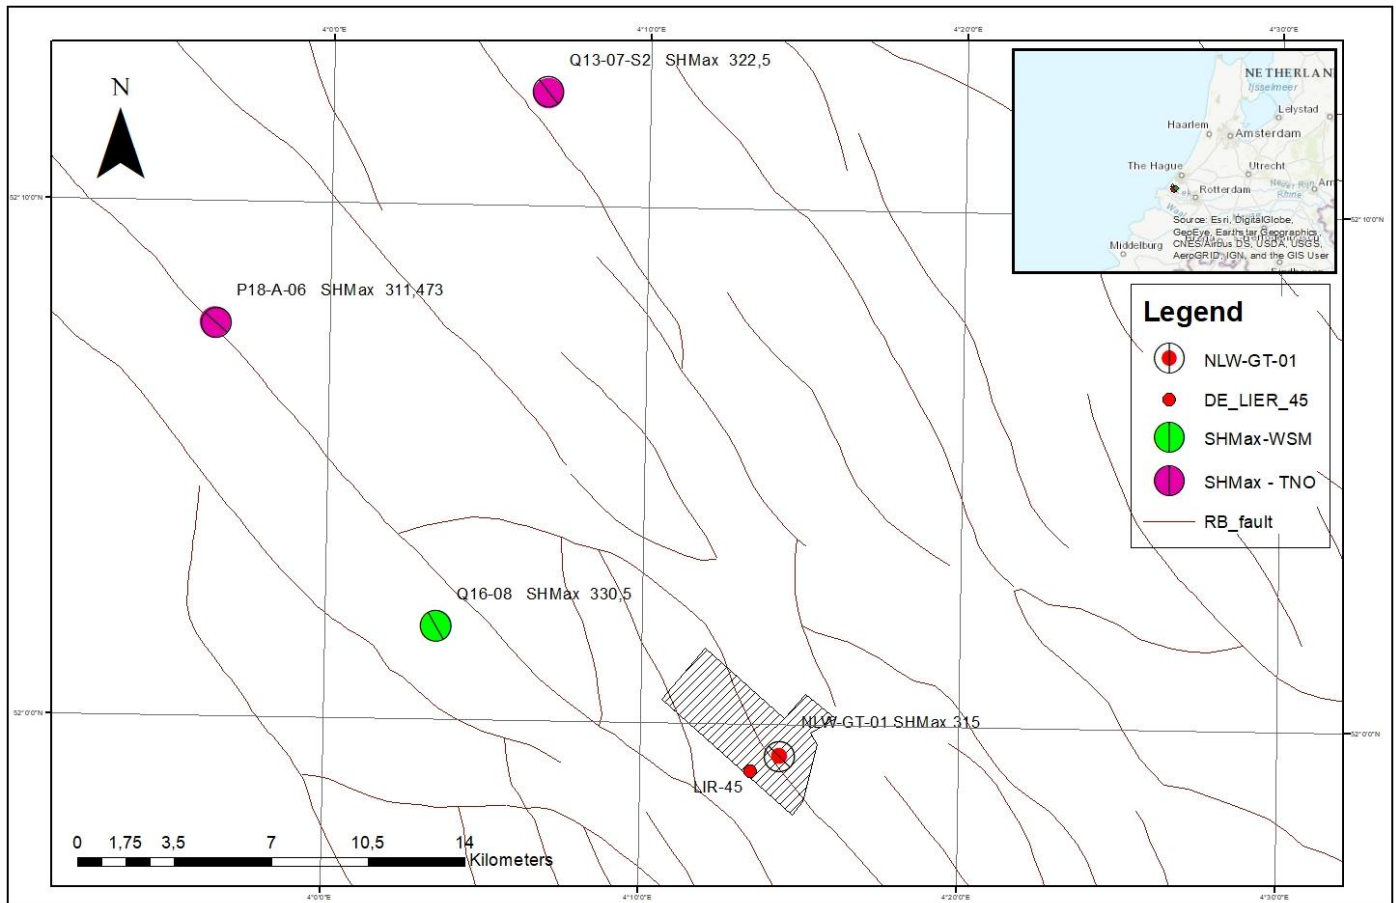 4°0'0"E
4°10'0"E
4°20'0"E
4°30'0"E
Q13-07-S2 SHMax 322,5
N
NETHERLAN
Ijsselmeer
Lelystad
Haarlem
Amsterdam
The Hague
Utrecht
Rotterdam
Rhine
Middelburg
Source: Esri, DigitalGlobe,
GeoEye, Earthstar Geographics,
CNES/Airbus DS, USDA, USGS,
AeroGRID, IGN, and the GIS User
52°10'0"N
52°10'0"N
P18-A-06 SHMax 311,473
Legend
NLW-GT-01
DE_LIER_45
SHMax-WSM
SHMax - TNO
RB_fault
Q16-08 SHMax 330,5
52°0'0"N
NLW-GT-01 SHMax 315
52°0'0"N
LIR-45
0 1,75 3,5 7 10,5 14
Kilometers
4°0'0"E
4°10'0"E
4°20'0"E
4°30'0"E